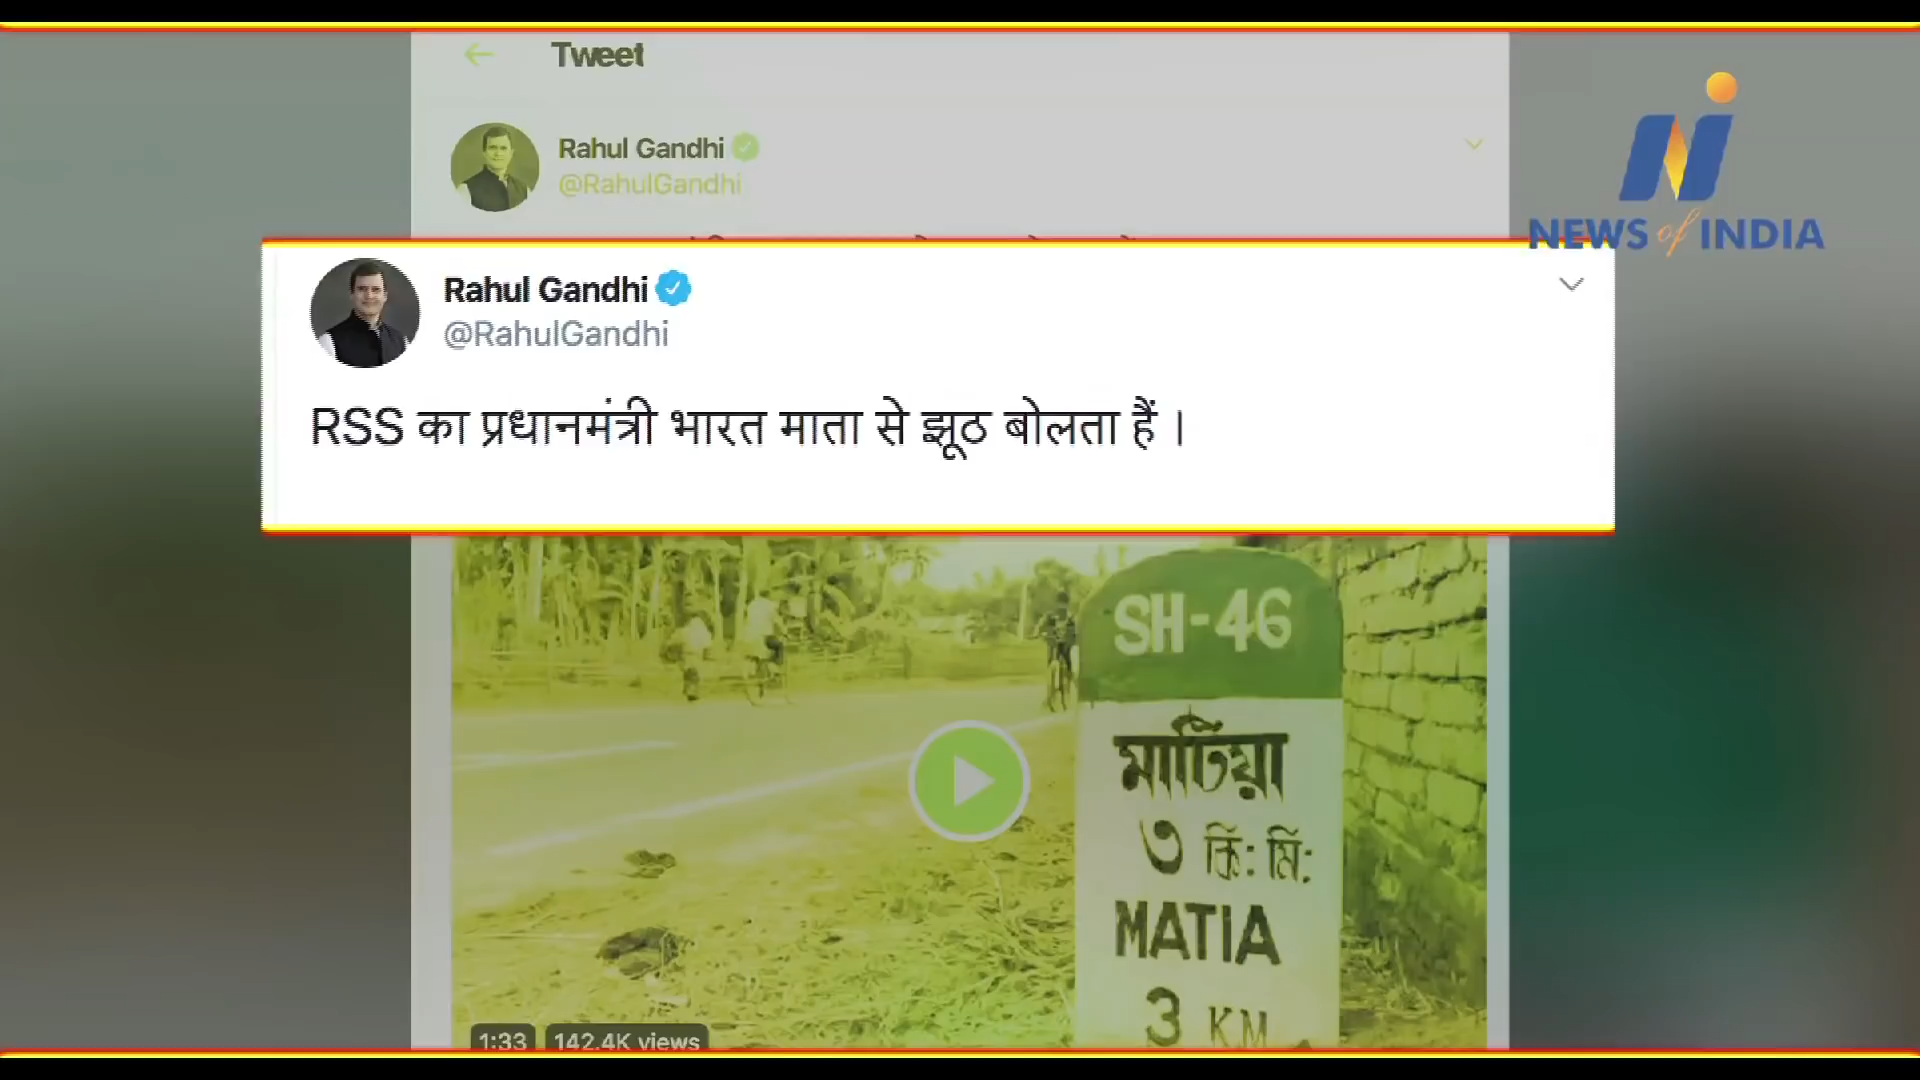 Tweet
Rahul Gandhi
@RahulGandhi
NEWS of INDIA
Rahul Gandhi
@RahulGandhi
RSS का प्रधानमंत्री भारत माता से झूठ बोलता हैं ।
SH-46
মাটিয়া
৩ কি: মি:
MATIA
3 KM
1:33 142.4K views